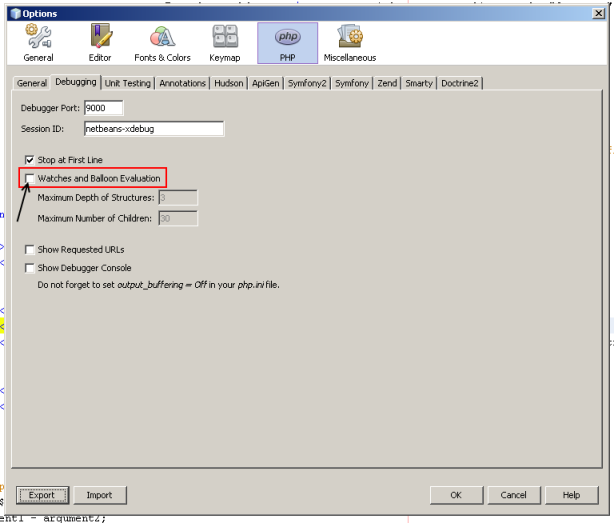 Options
General Editor Fonts & Colors Keymap php PHP Miscellaneous
General Debugging Unit Testing Annotations Hudson ApiGen Symfony2 Symfony Zend Smarty Doctrine2
Debugger Port: 9000
Session ID: netbeans-xdebug
Stop at First Line
Watches and Balloon Evaluation
Maximum Depth of Structures: 3
Maximum Number of Children: 30
Show Requested URLs
Show Debugger Console
Do not forget to set output_buffering = Off in your php.ini file.
Export Import OK Cancel Help
ent1 - argument2;